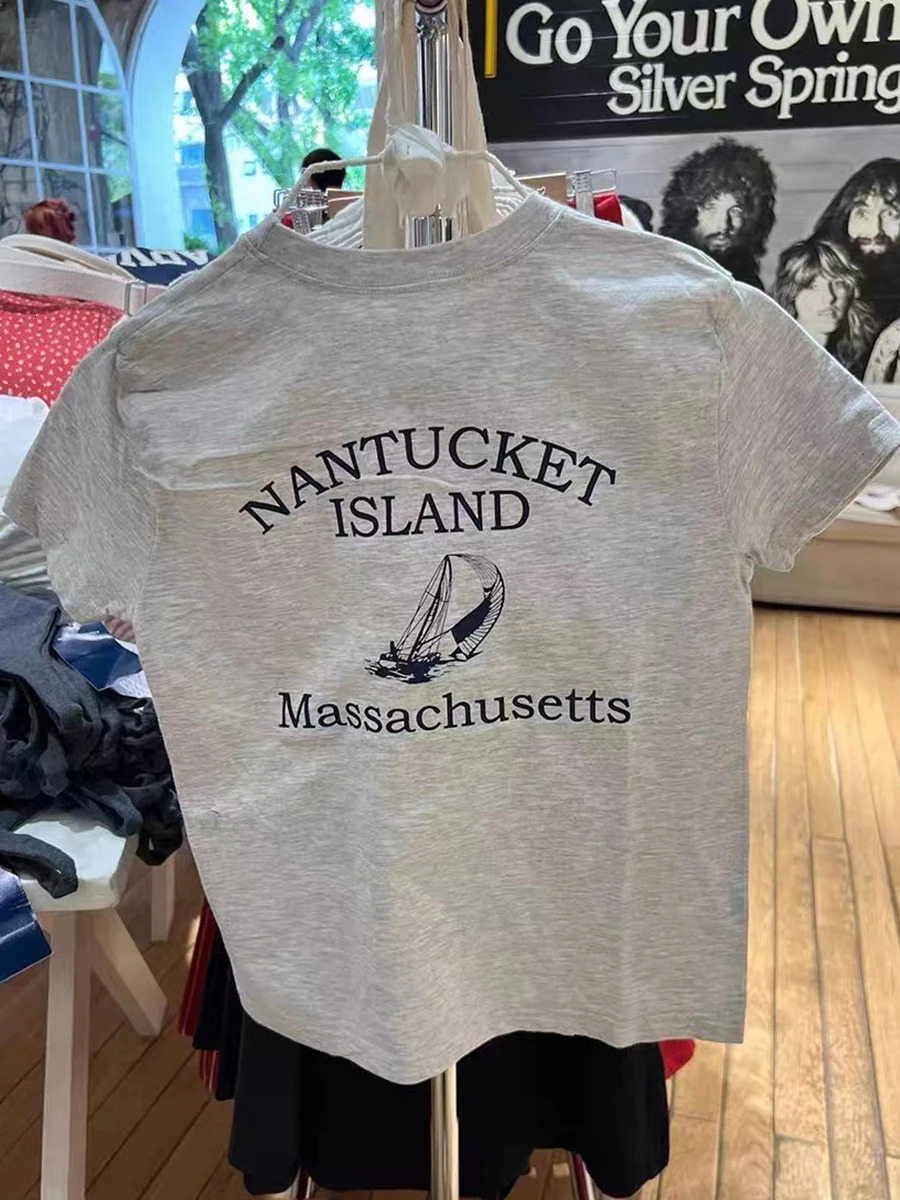 Go Your Own
Silver Spring
NANTUCKET
ISLAND
Massachusetts